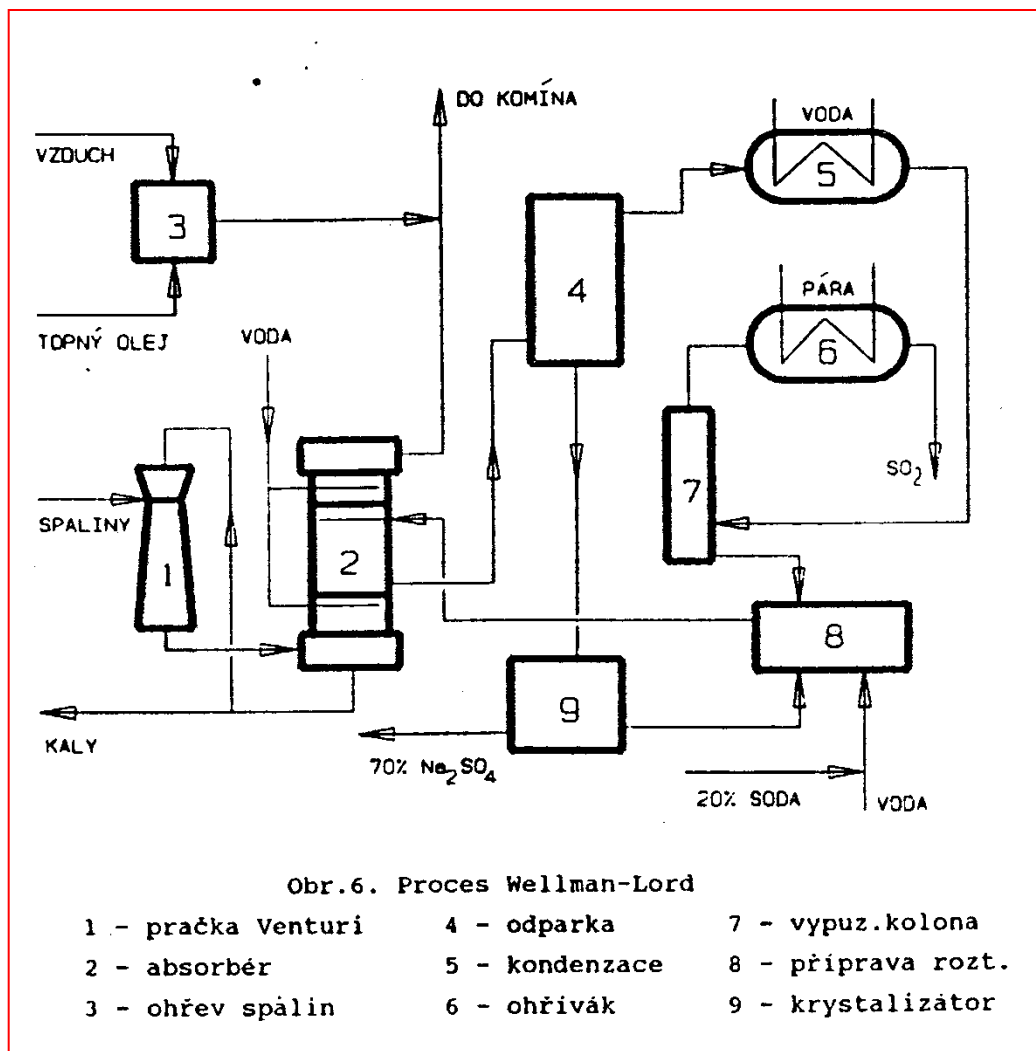 DO KOMÍNA
VZDUCH
3
TOPNÝ OLEJ
VODA
5
4
PÁRA
6
VODA
SO2
7
SPALINY
1
2
8
KALY
9
70% Na2SO4
20% SODA
VODA
Obr.6. Proces Wellman-Lord
1 - pračka Venturi 4 - odparka 7 - vypuz.kolona
2 - absorbér 5 - kondenzace 8 - příprava rozt.
3 - ohřev spálin 6 - ohřívák 9 - krystalizátor